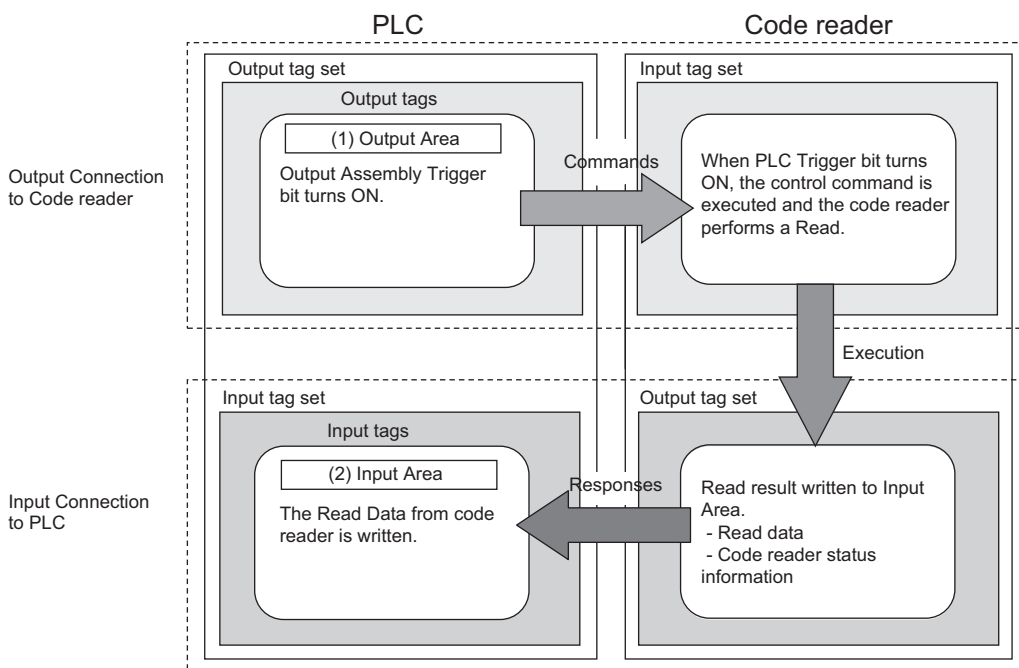 PLC
Code reader
Output tag set
Output tags
(1) Output Area
Output Assembly Trigger
bit turns ON.
Commands
Input tag set
When PLC Trigger bit turns
ON, the control command is
executed and the code reader
performs a Read.
Output Connection
to Code reader
Execution
Input tag set
Input tags
(2) Input Area
The Read Data from code
reader is written.
Responses
Output tag set
Read result written to Input
Area.
- Read data
- Code reader status
information
Input Connection
to PLC